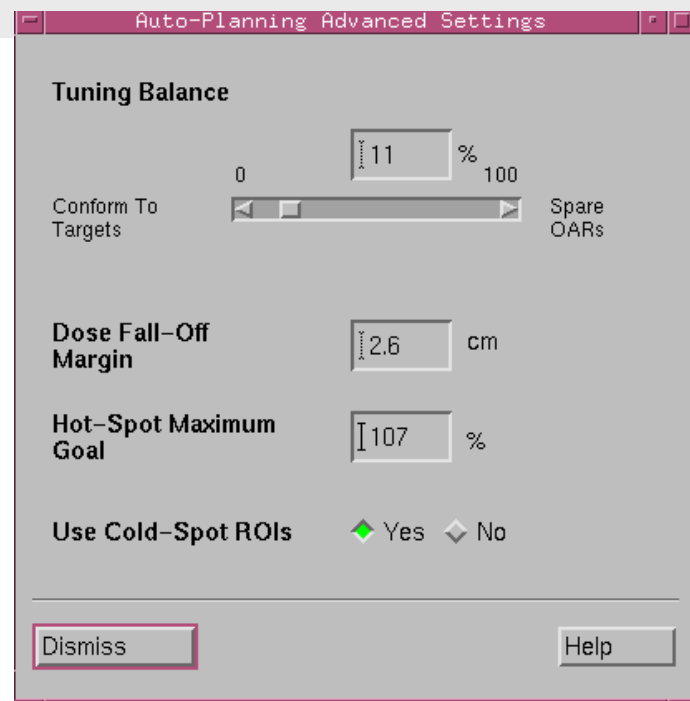 Auto-Planning Advanced Settings
Tuning Balance
11 %
0 100
Conform To
Targets
Spare
OARs
Dose Fall-Off
Margin
2.6 cm
Hot-Spot Maximum
Goal
107 %
Use Cold-Spot ROIs Yes No
Dismiss Help